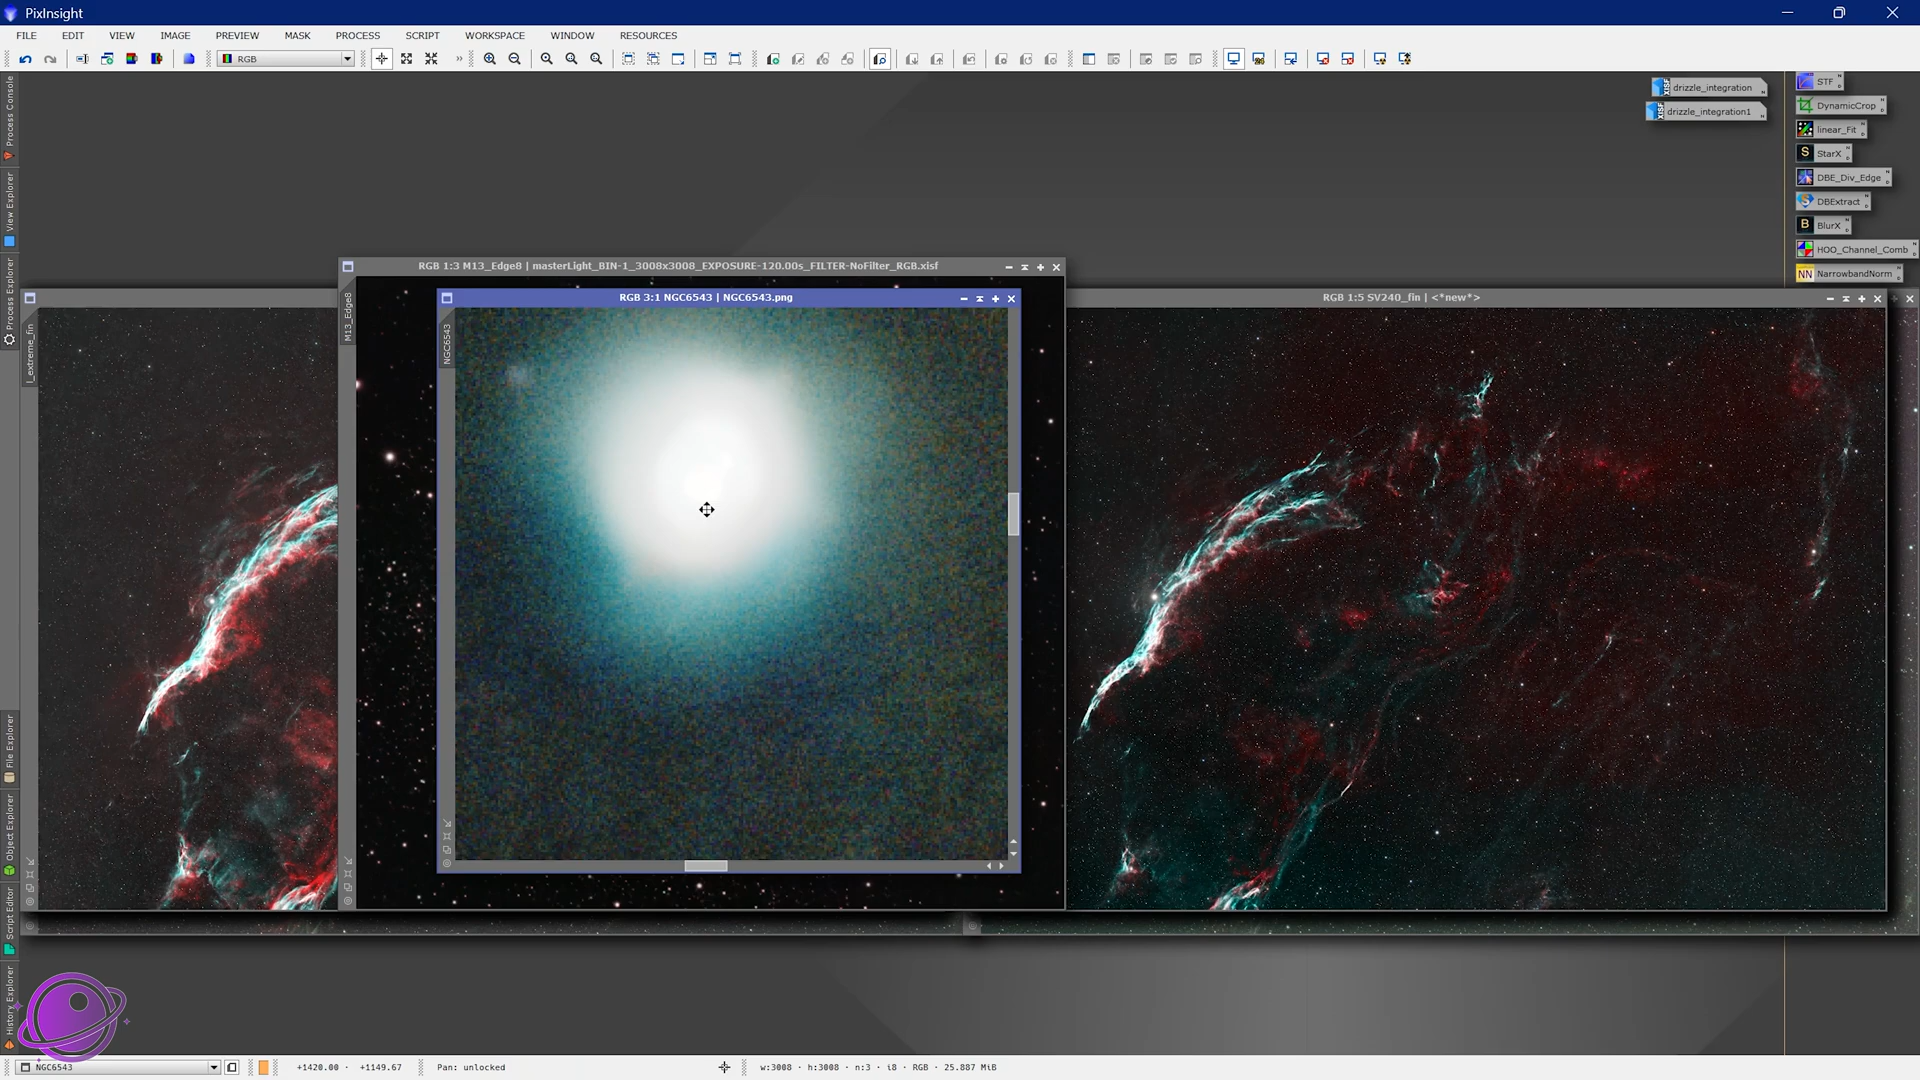 PixInsight
FILE EDIT VIEW IMAGE PREVIEW MASK PROCESS SCRIPT WORKSPACE WINDOW RESOURCES
RGB
Process Console
View Explorer
Process Explorer
File Explorer
Object Explorer
Script Editor
History Explorer
drizzle_integration
drizzle_integration1
STF
DynamicCrop
linear_Fit
StarX
DBE_Div_Edge
DBExtract
BlurX
HOO_Channel_Comb
NarrowbandNorm
RGB 1:3 M13_Edge8 | masterLight_BIN-1_3008x3008_EXPOSURE-120.00s_FILTER-NoFilter_RGB.xisf
M13_Edge8
RGB 3:1 NGC6543 | NGC6543.png
NGC6543
RGB 1:5 SV240_fin | <*new*>
l_extreme_fin
NGC6543
+1420.00 · +1149.67
Pan: unlocked
w:3008 · h:3008 · n:3 · i8 · RGB · 25.887 MiB